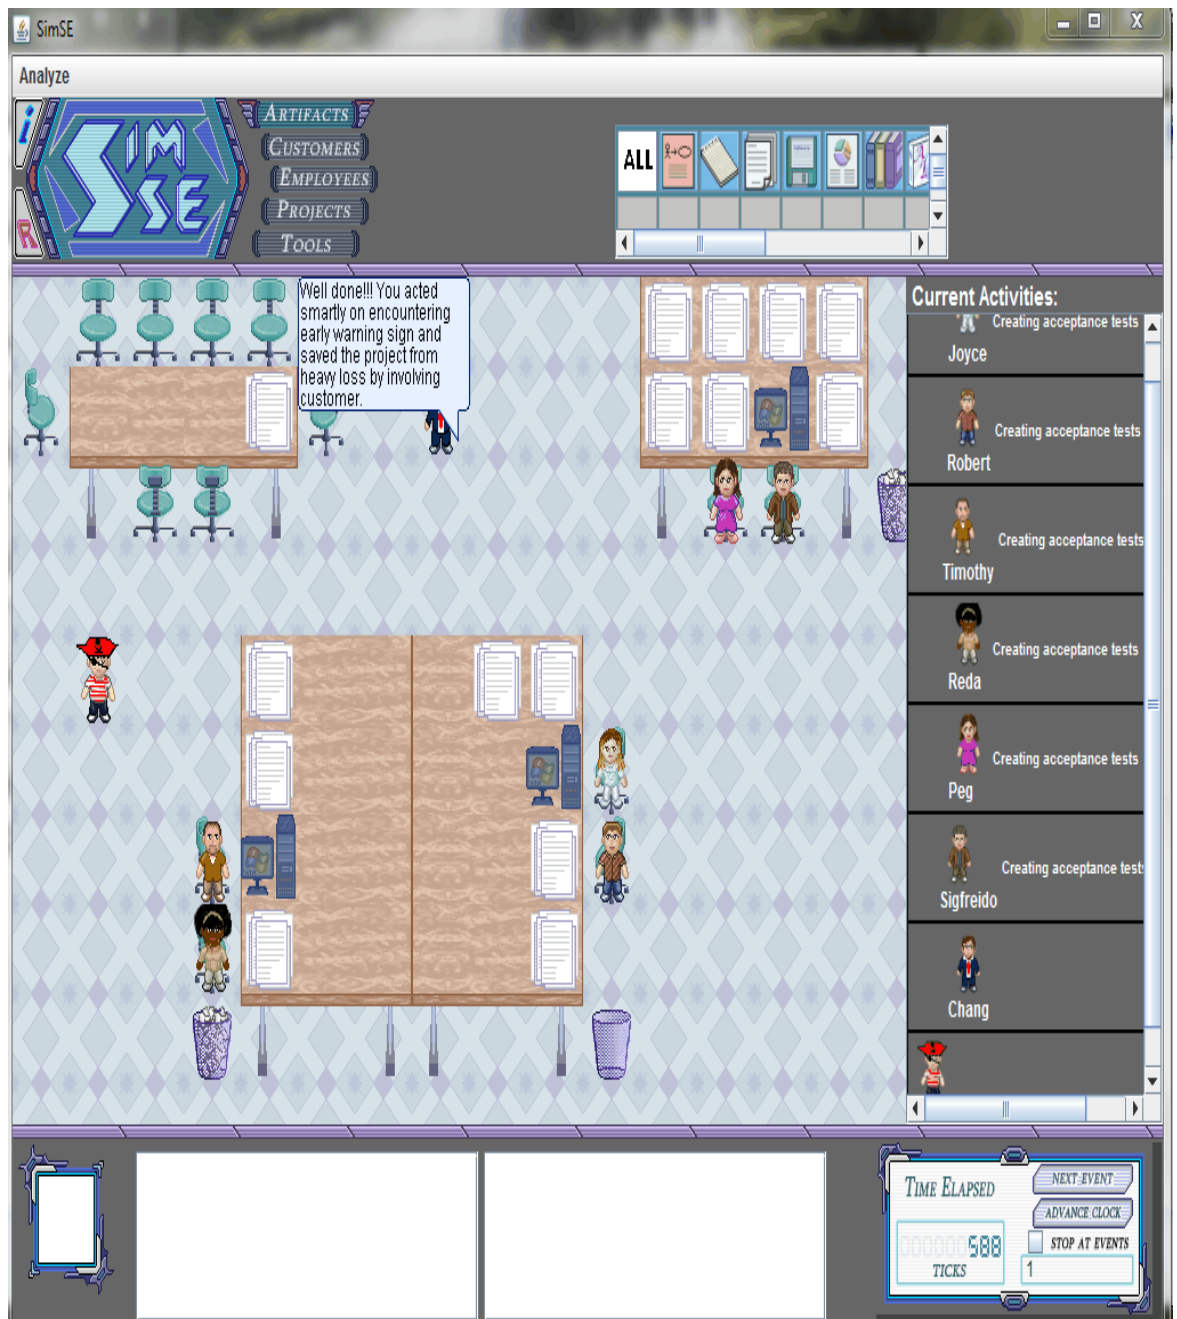 SimSE
Analyze
SIMSE
ARTIFACTS
CUSTOMERS
EMPLOYEES
PROJECTS
TOOLS
i
R
ALL
Well done!!! You acted
smartly on encountering
early warning sign and
saved the project from
heavy loss by involving
customer.
Current Activities:
Creating acceptance tests
Joyce
Creating acceptance tests
Robert
Creating acceptance tests
Timothy
Creating acceptance tests
Reda
Creating acceptance tests
Peg
Creating acceptance tests
Sigfreido
Chang
TIME ELAPSED
588
TICKS
NEXT EVENT
ADVANCE CLOCK
STOP AT EVENTS
1